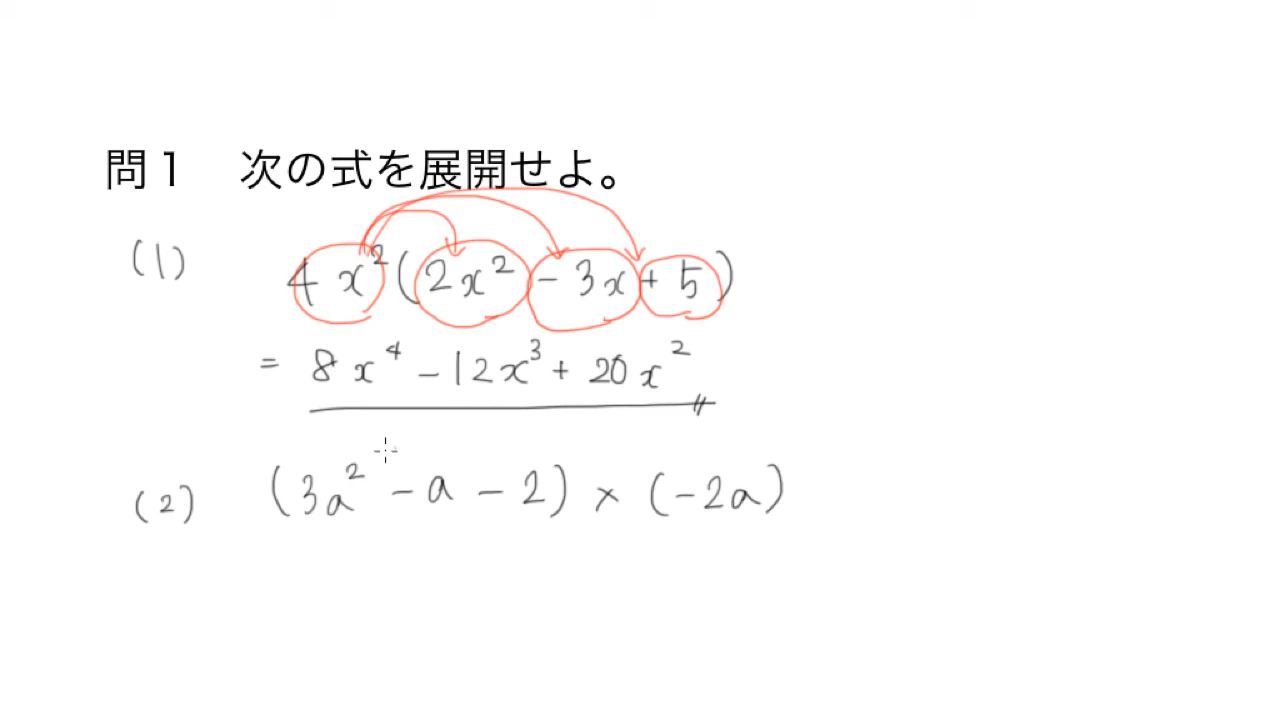 問１　次の式を展開せよ。
(1) 4x²(2x² - 3x + 5)
= 8x⁴ - 12x³ + 20x²
(2) (3a² - a - 2) × (-2a)